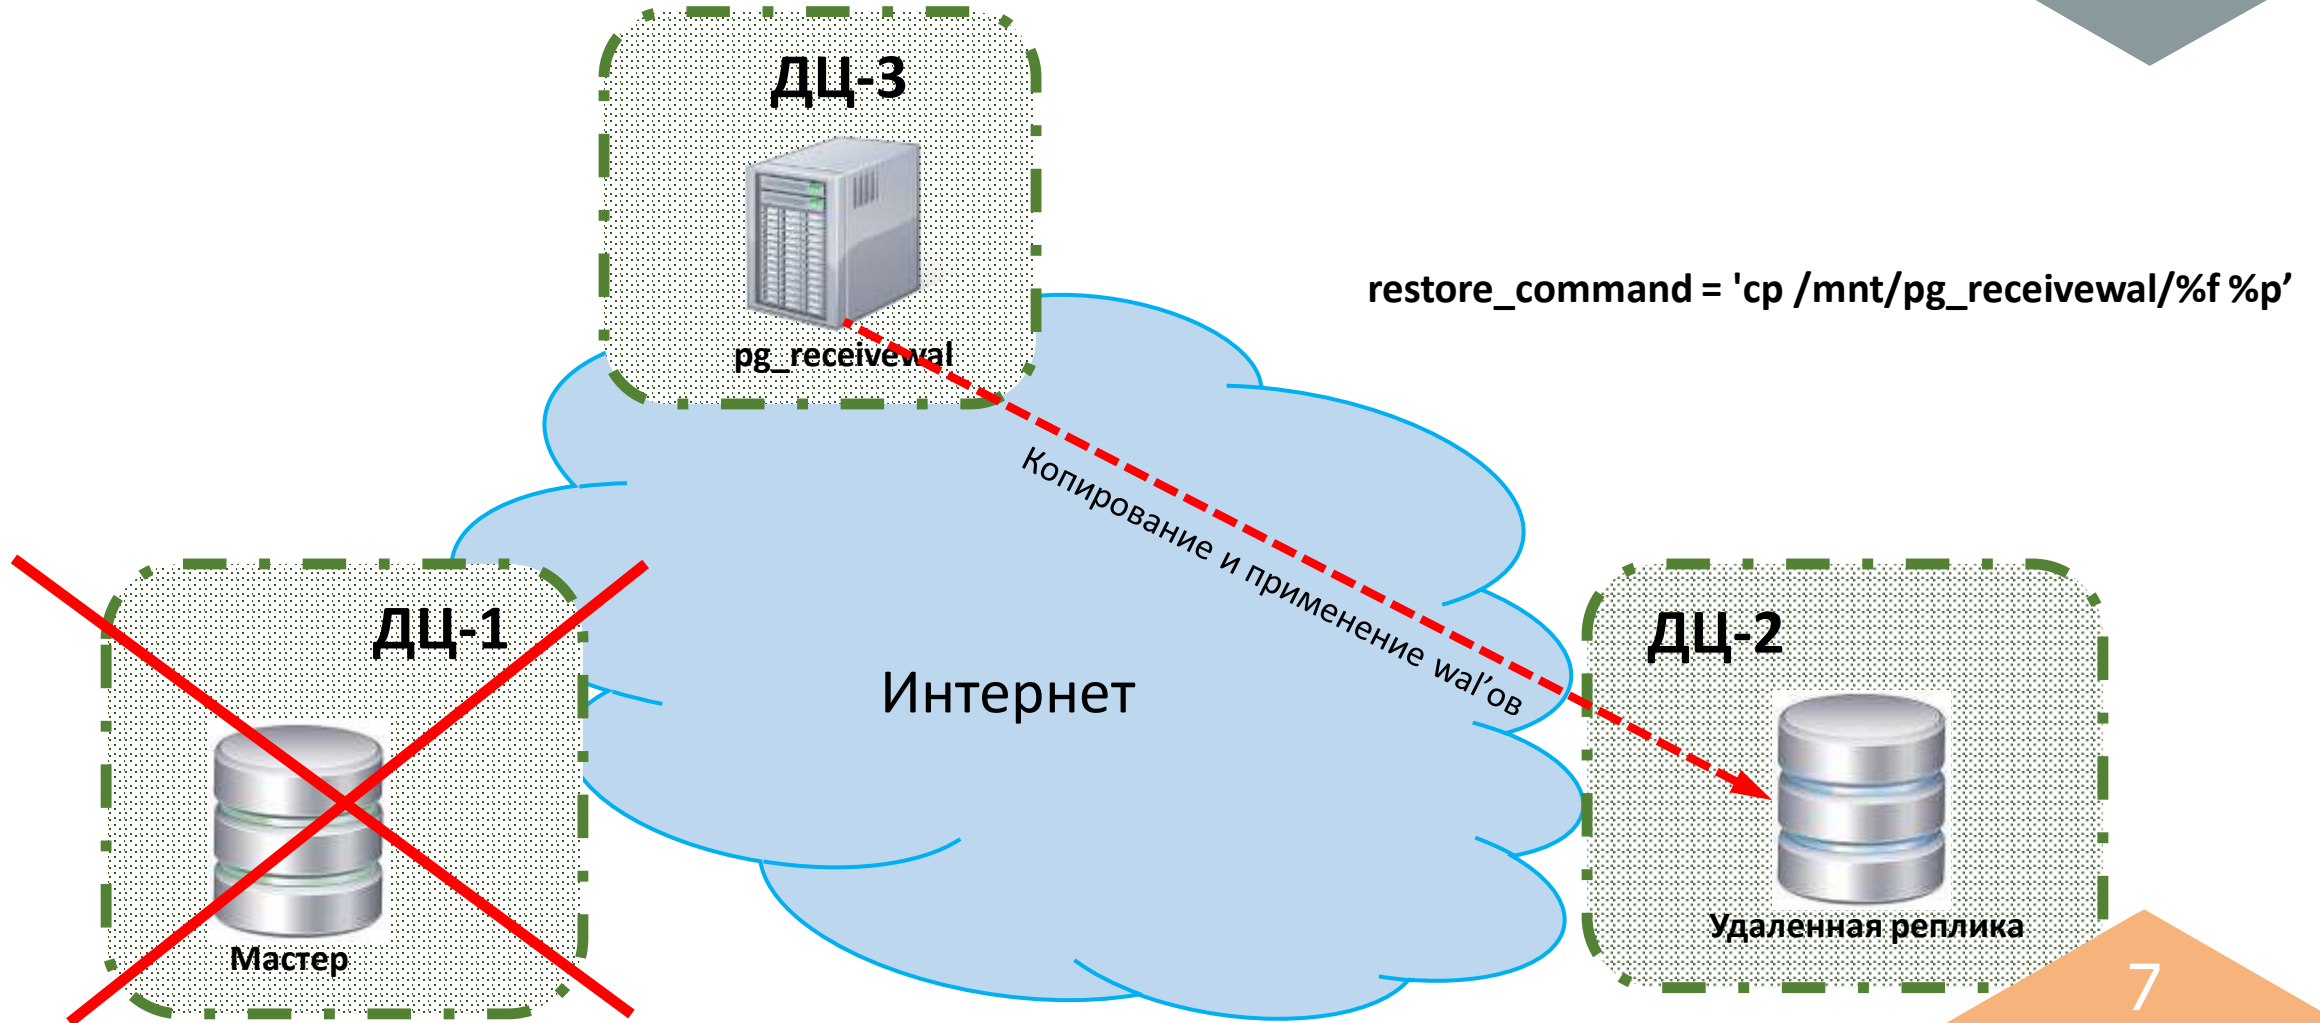 ДЦ-3
pg_receivewal
restore_command = 'cp /mnt/pg_receivewal/%f %p’
Копирование и применение wal’ов
ДЦ-1
ДЦ-2
Интернет
Удаленная реплика
Мастер
7